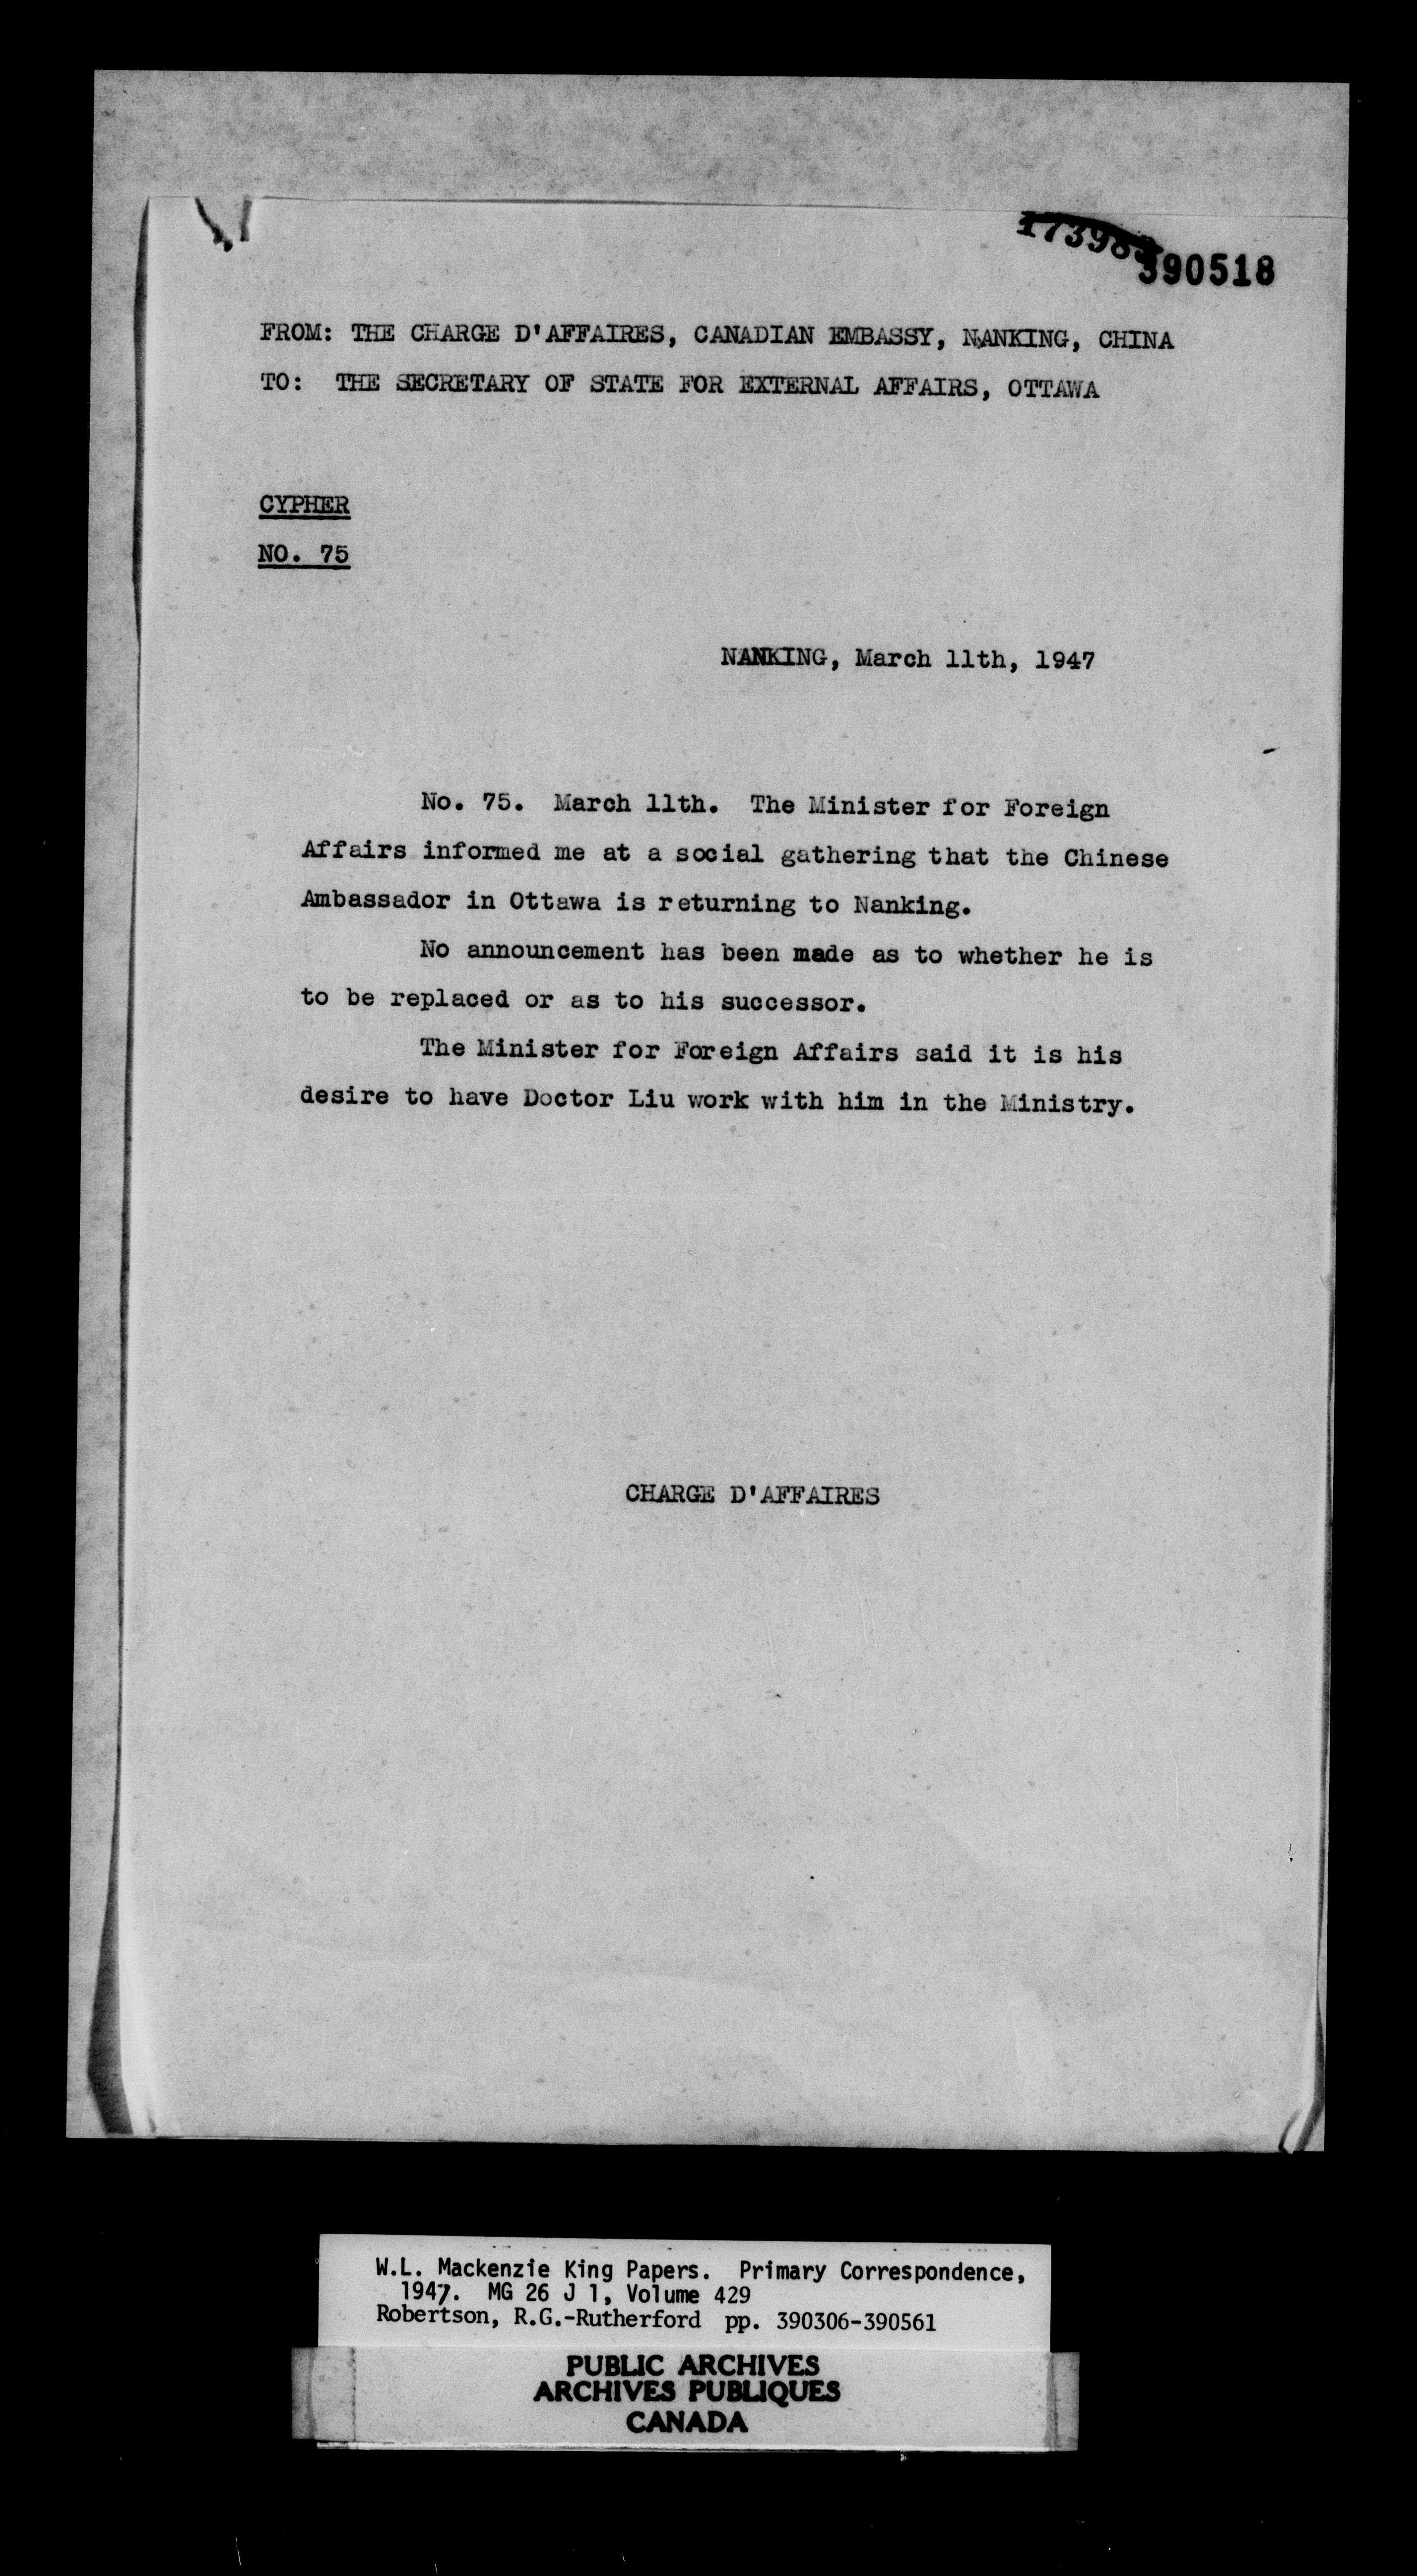 390518
FROM: THE CHARGE D'AFFAIRES, CANADIAN EMBASSY, NANKING, CHINA
TO: THE SECRETARY OF STATE FOR EXTERNAL AFFAIRS, OTTAWA
CYPHER
NO. 75
NANKING, March 11th, 1947
No. 75. March 11th. The Minister for Foreign
Affairs informed me at a social gathering that the Chinese
Ambassador in Ottawa is returning to Nanking.
No announcement has been made as to whether he is
to be replaced or as to his successor.
The Minister for Foreign Affairs said it is his
desire to have Doctor Liu work with him in the Ministry.
CHARGE D'AFFAIRES
W.L. Mackenzie King Papers. Primary Correspondence,
1947. MG 26 J 1, Volume 429
Robertson, R.G.-Rutherford pp. 390306-390561
PUBLIC ARCHIVES
ARCHIVES PUBLIQUES
CANADA